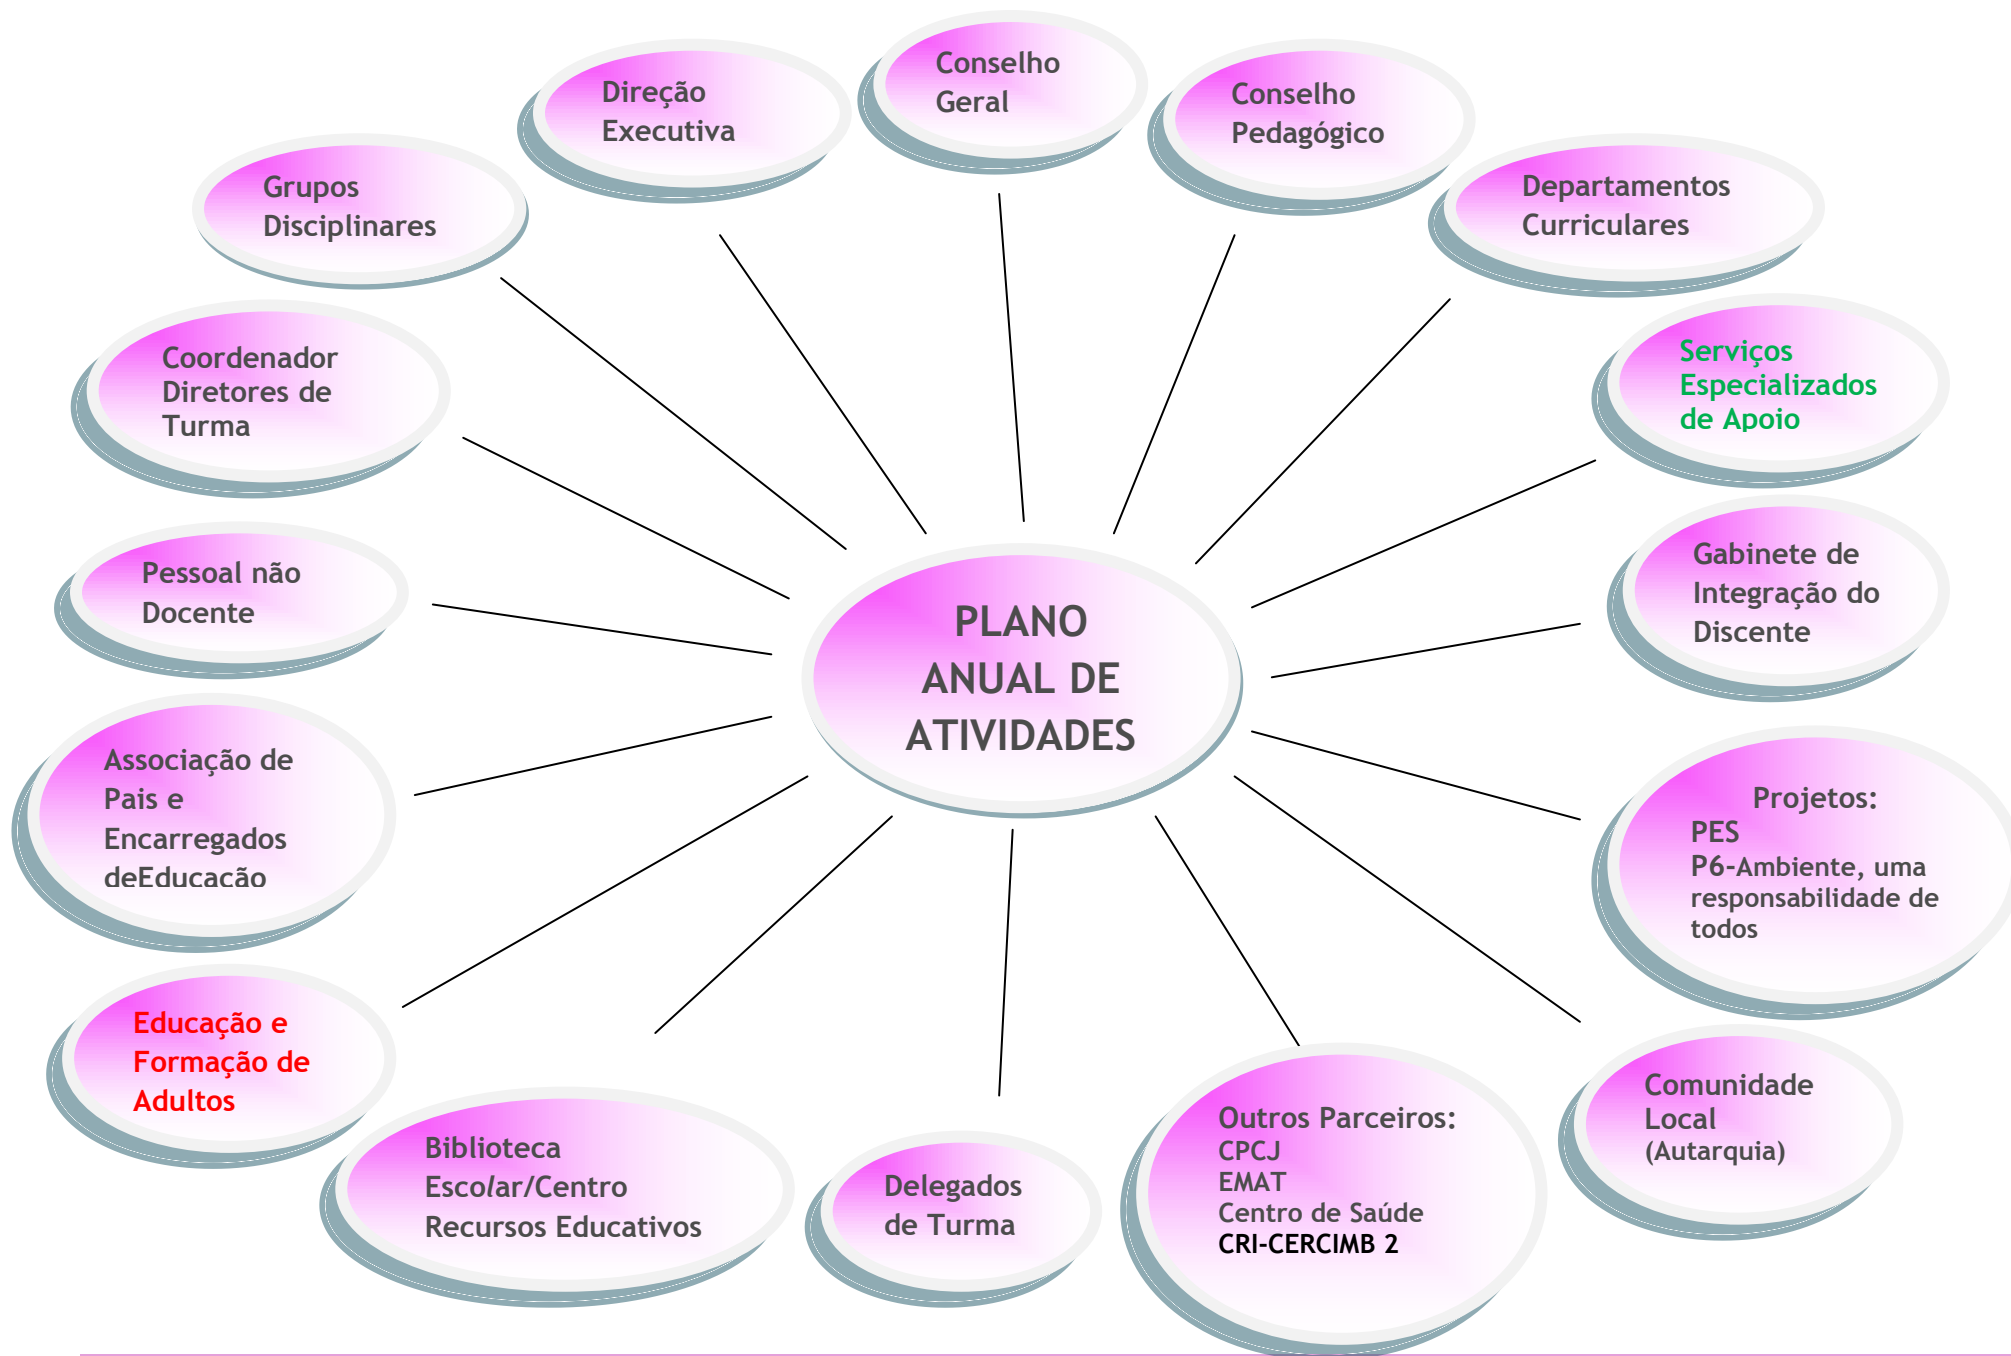 Conselho
Geral
Direção
Executiva
Conselho
Pedagógico
Grupos
Disciplinares
Departamentos
Curriculares
Coordenador
Diretores de
Turma
Serviços
Especializados
de Apoio
Pessoal não
Docente
Gabinete de
Integração do
Discente
PLANO
ANUAL DE
ATIVIDADES
Associação de
Pais e
Encarregados
deEducação
Projetos:
PES
P6-Ambiente, uma
responsabilidade de
todos
Educação e
Formação de
Adultos
Biblioteca
Escolar/Centro
Recursos Educativos
Delegados
de Turma
Outros Parceiros:
CPCJ
EMAT
Centro de Saúde
CRI-CERCIMB 2
Comunidade
Local
(Autarquia)